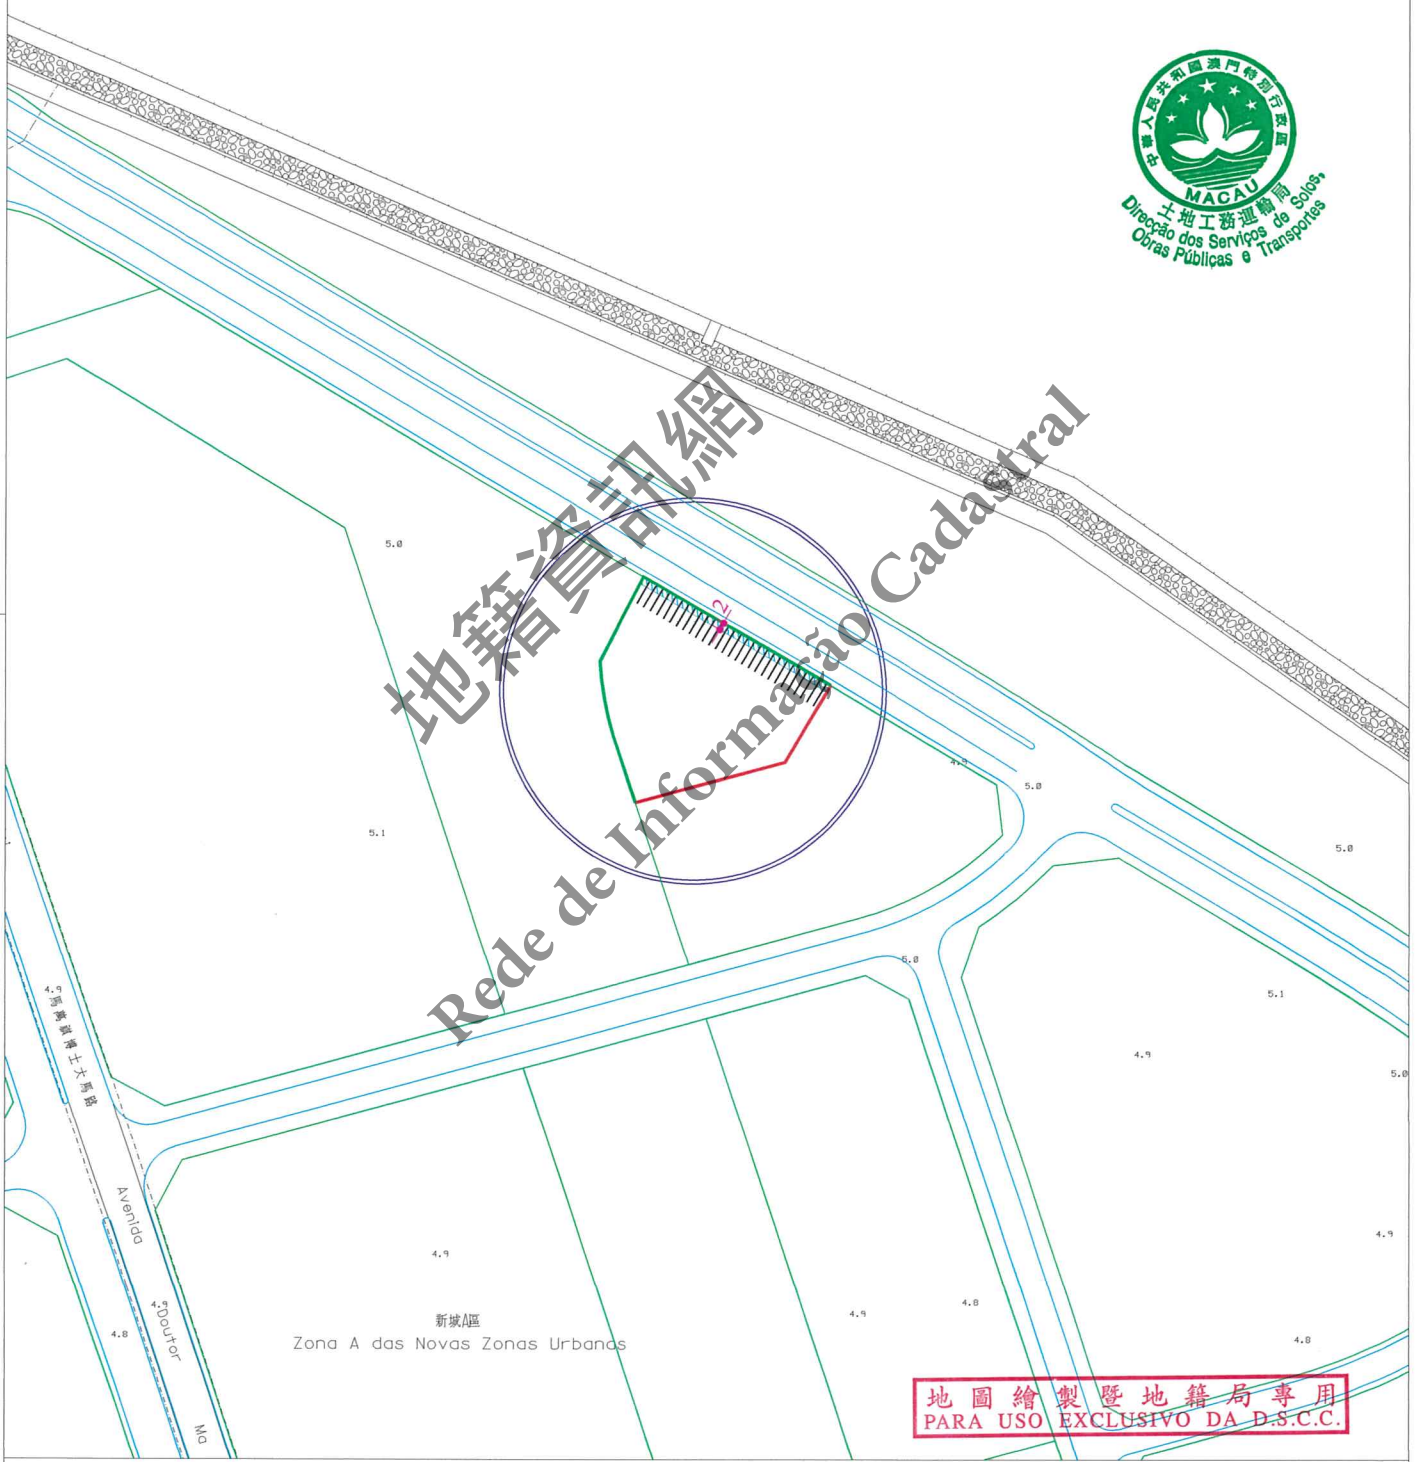 中華人民共和國澳門特別行政區
MACAU
土地工務運輸局
Direcção dos Serviços de Solos,
Obras Públicas e Transportes
地籍資訊網
Rede de Informação Cadastral
5.0
2
4.9
5.0
5.1
5.0
5.0
5.1
4.9
馬萬祺博士大馬路
4.9
5.0
Avenida
4.9
4.9
4.9
Doutor
4.8
新城A區
Zona A das Novas Zonas Urbanas
4.9
4.8
4.8
Ma
地圖繪製暨地籍局專用
PARA USO EXCLUSIVO DA D.S.C.C.